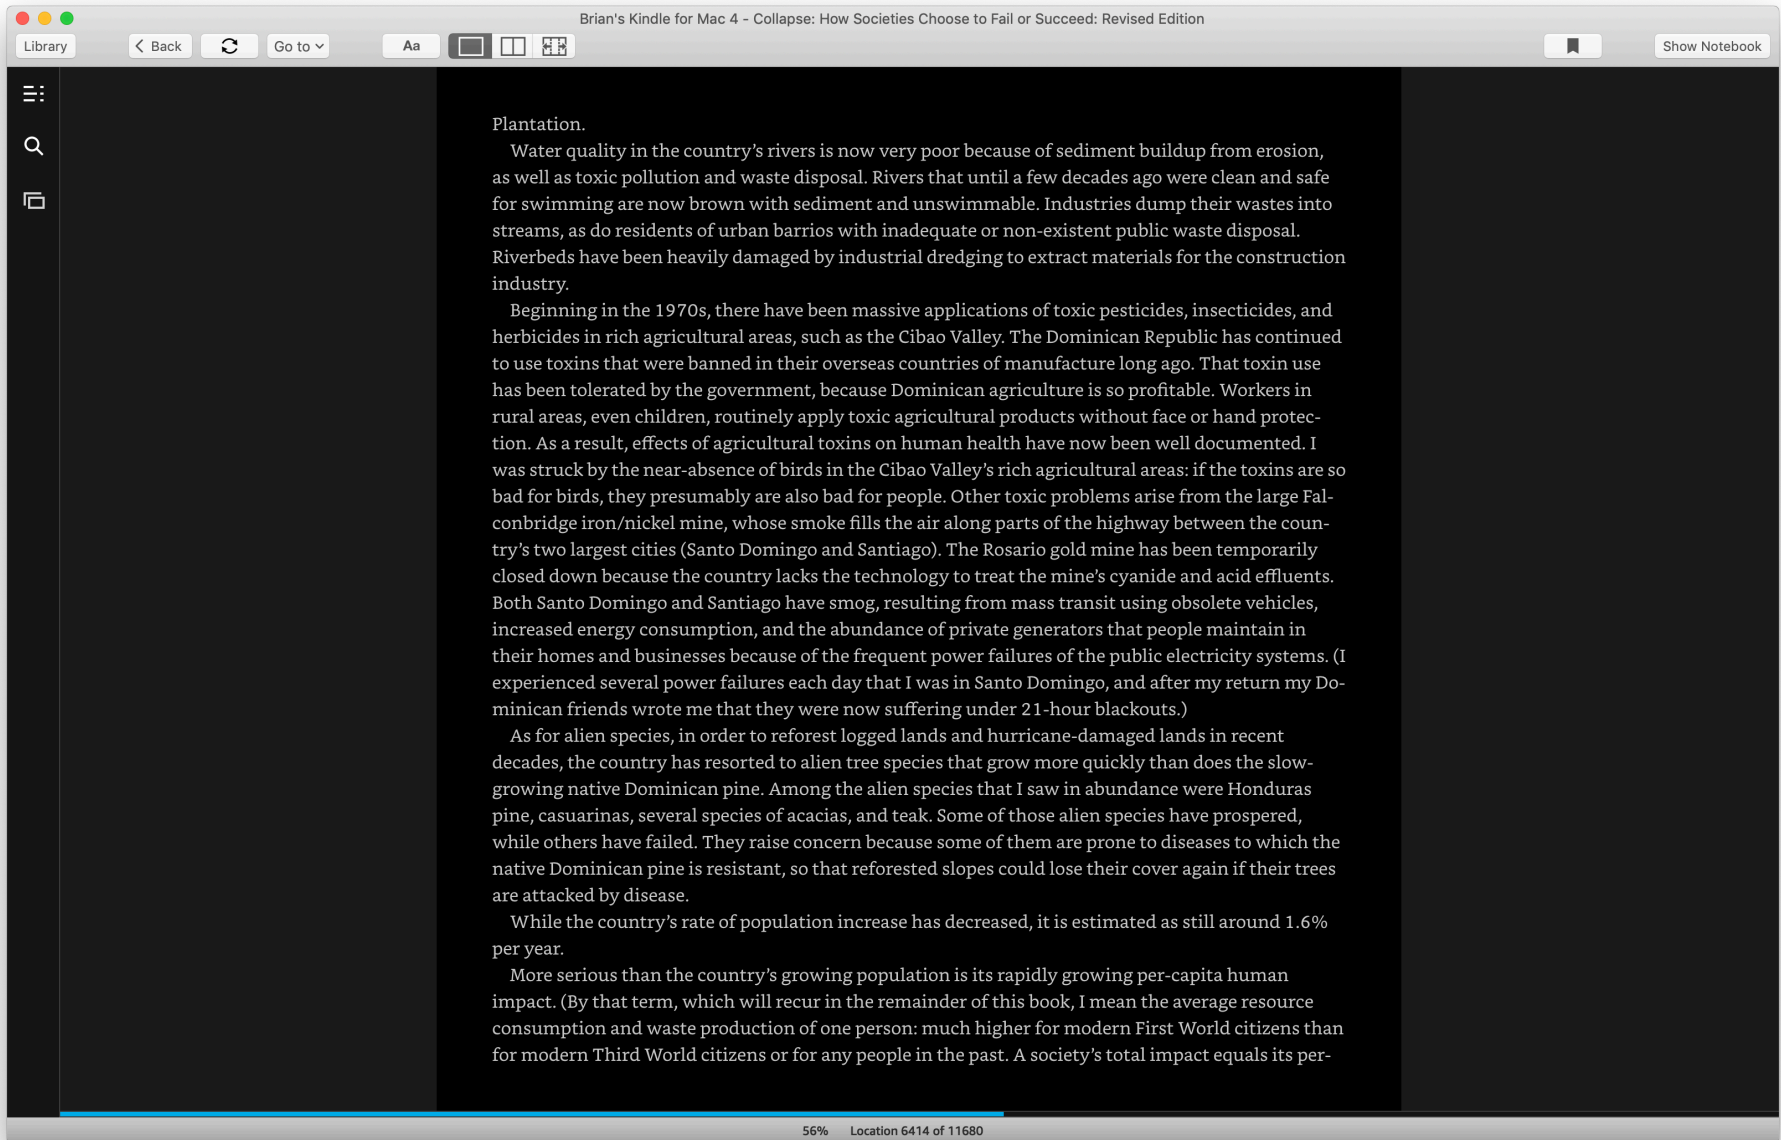 Brian's Kindle for Mac 4 - Collapse: How Societies Choose to Fail or Succeed: Revised Edition
Library
Back
Go to
Aa
Show Notebook
Plantation.
Water quality in the country’s rivers is now very poor because of sediment buildup from erosion,
as well as toxic pollution and waste disposal. Rivers that until a few decades ago were clean and safe
for swimming are now brown with sediment and unswimmable. Industries dump their wastes into
streams, as do residents of urban barrios with inadequate or non-existent public waste disposal.
Riverbeds have been heavily damaged by industrial dredging to extract materials for the construction
industry.
Beginning in the 1970s, there have been massive applications of toxic pesticides, insecticides, and
herbicides in rich agricultural areas, such as the Cibao Valley. The Dominican Republic has continued
to use toxins that were banned in their overseas countries of manufacture long ago. That toxin use
has been tolerated by the government, because Dominican agriculture is so profitable. Workers in
rural areas, even children, routinely apply toxic agricultural products without face or hand protec-
tion. As a result, effects of agricultural toxins on human health have now been well documented. I
was struck by the near-absence of birds in the Cibao Valley’s rich agricultural areas: if the toxins are so
bad for birds, they presumably are also bad for people. Other toxic problems arise from the large Fal-
conbridge iron/nickel mine, whose smoke fills the air along parts of the highway between the coun-
try’s two largest cities (Santo Domingo and Santiago). The Rosario gold mine has been temporarily
closed down because the country lacks the technology to treat the mine’s cyanide and acid effluents.
Both Santo Domingo and Santiago have smog, resulting from mass transit using obsolete vehicles,
increased energy consumption, and the abundance of private generators that people maintain in
their homes and businesses because of the frequent power failures of the public electricity systems. (I
experienced several power failures each day that I was in Santo Domingo, and after my return my Do-
minican friends wrote me that they were now suffering under 21-hour blackouts.)
As for alien species, in order to reforest logged lands and hurricane-damaged lands in recent
decades, the country has resorted to alien tree species that grow more quickly than does the slow-
growing native Dominican pine. Among the alien species that I saw in abundance were Honduras
pine, casuarinas, several species of acacias, and teak. Some of those alien species have prospered,
while others have failed. They raise concern because some of them are prone to diseases to which the
native Dominican pine is resistant, so that reforested slopes could lose their cover again if their trees
are attacked by disease.
While the country’s rate of population increase has decreased, it is estimated as still around 1.6%
per year.
More serious than the country’s growing population is its rapidly growing per-capita human
impact. (By that term, which will recur in the remainder of this book, I mean the average resource
consumption and waste production of one person: much higher for modern First World citizens than
for modern Third World citizens or for any people in the past. A society’s total impact equals its per-
56% Location 6414 of 11680